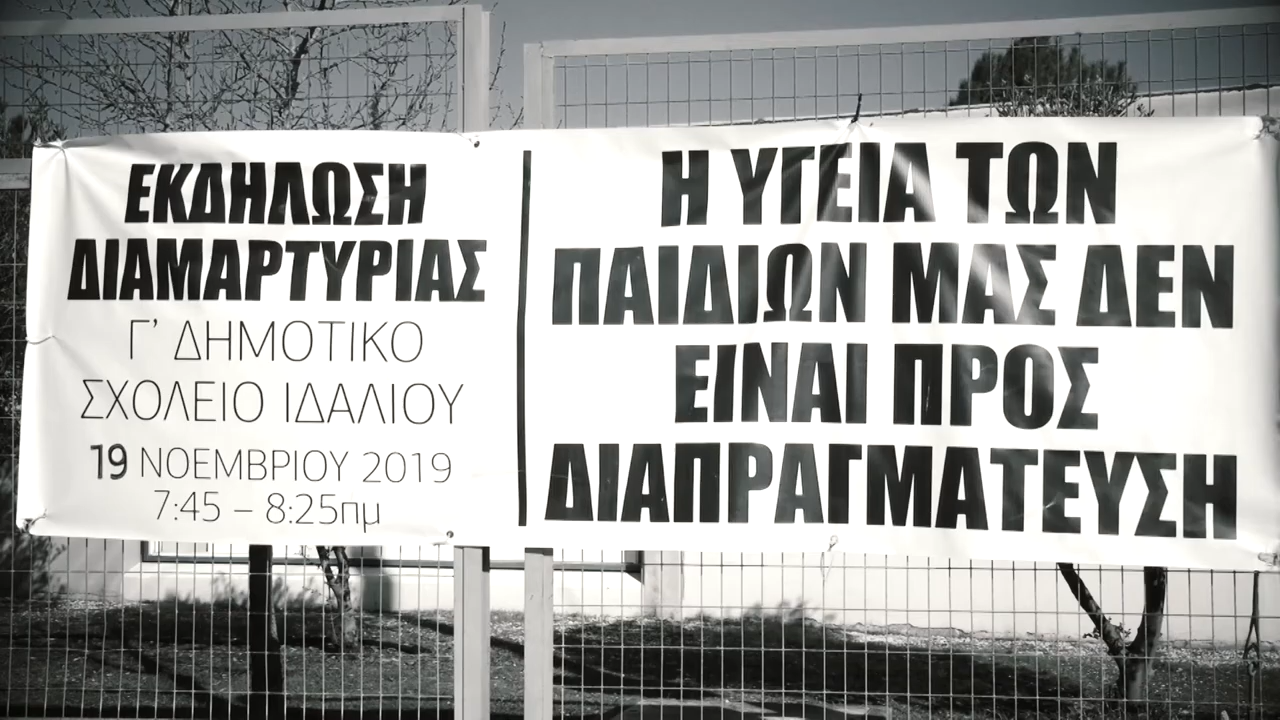 ΕΚΔΗΛΩΣΗ
ΔΙΑΜΑΡΤΥΡΙΑΣ
Γ' ΔΗΜΟΤΙΚΟ
ΣΧΟΛΕΙΟ ΙΔΑΛΙΟΥ
19 ΝΟΕΜΒΡΙΟΥ 2019
7:45 – 8:25πμ
Η ΥΓΕΙΑ ΤΩΝ
ΠΑΙΔΙΩΝ ΜΑΣ ΔΕΝ
ΕΙΝΑΙ ΠΡΟΣ
ΔΙΑΠΡΑΓΜΑΤΕΥΣΗ